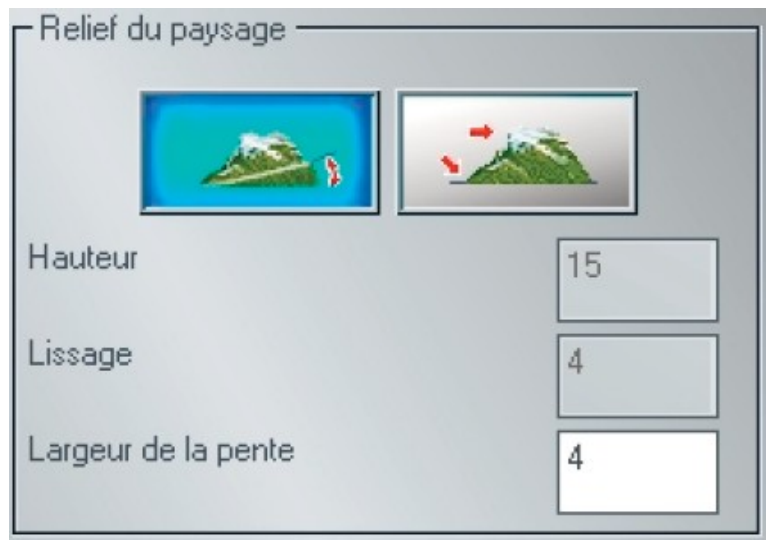 Relief du paysage
Hauteur
15
Lissage
4
Largeur de la pente
4